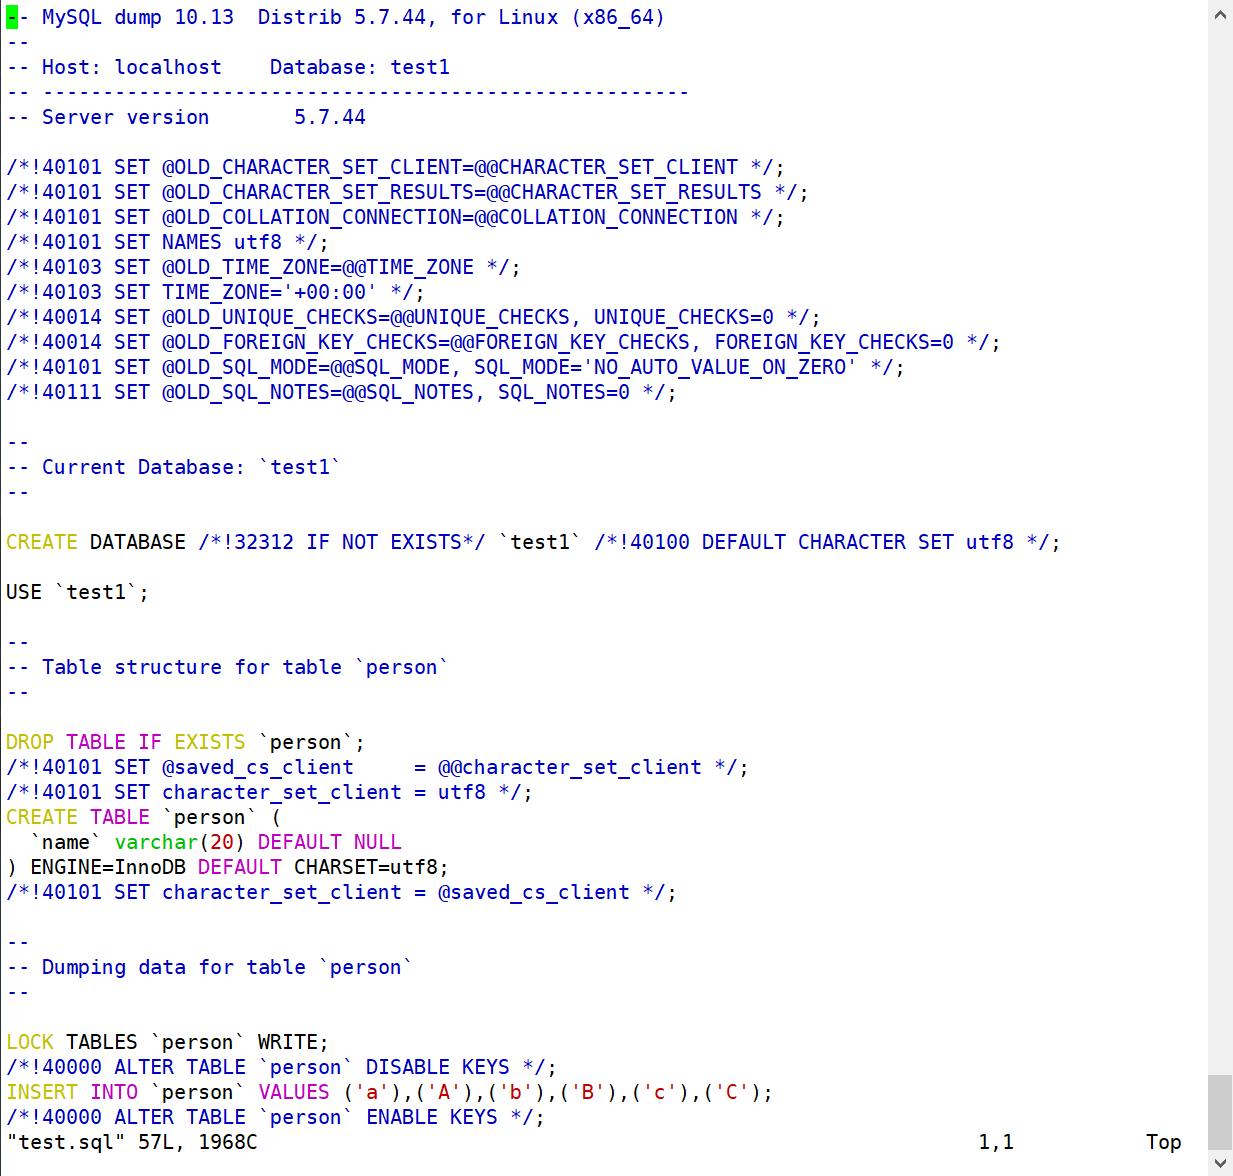 -- MySQL dump 10.13  Distrib 5.7.44, for Linux (x86_64)
--
-- Host: localhost    Database: test1
-- ------------------------------------------------------
-- Server version       5.7.44

/*!40101 SET @OLD_CHARACTER_SET_CLIENT=@@CHARACTER_SET_CLIENT */;
/*!40101 SET @OLD_CHARACTER_SET_RESULTS=@@CHARACTER_SET_RESULTS */;
/*!40101 SET @OLD_COLLATION_CONNECTION=@@COLLATION_CONNECTION */;
/*!40101 SET NAMES utf8 */;
/*!40103 SET @OLD_TIME_ZONE=@@TIME_ZONE */;
/*!40103 SET TIME_ZONE='+00:00' */;
/*!40014 SET @OLD_UNIQUE_CHECKS=@@UNIQUE_CHECKS, UNIQUE_CHECKS=0 */;
/*!40014 SET @OLD_FOREIGN_KEY_CHECKS=@@FOREIGN_KEY_CHECKS, FOREIGN_KEY_CHECKS=0 */;
/*!40101 SET @OLD_SQL_MODE=@@SQL_MODE, SQL_MODE='NO_AUTO_VALUE_ON_ZERO' */;
/*!40111 SET @OLD_SQL_NOTES=@@SQL_NOTES, SQL_NOTES=0 */;

--
-- Current Database: `test1`
--

CREATE DATABASE /*!32312 IF NOT EXISTS*/ `test1` /*!40100 DEFAULT CHARACTER SET utf8 */;

USE `test1`;

--
-- Table structure for table `person`
--

DROP TABLE IF EXISTS `person`;
/*!40101 SET @saved_cs_client     = @@character_set_client */;
/*!40101 SET character_set_client = utf8 */;
CREATE TABLE `person` (
  `name` varchar(20) DEFAULT NULL
) ENGINE=InnoDB DEFAULT CHARSET=utf8;
/*!40101 SET character_set_client = @saved_cs_client */;

--
-- Dumping data for table `person`
--

LOCK TABLES `person` WRITE;
/*!40000 ALTER TABLE `person` DISABLE KEYS */;
INSERT INTO `person` VALUES ('a'),('A'),('b'),('B'),('c'),('C');
/*!40000 ALTER TABLE `person` ENABLE KEYS */;
"test.sql" 57L, 1968C                                                            1,1           Top